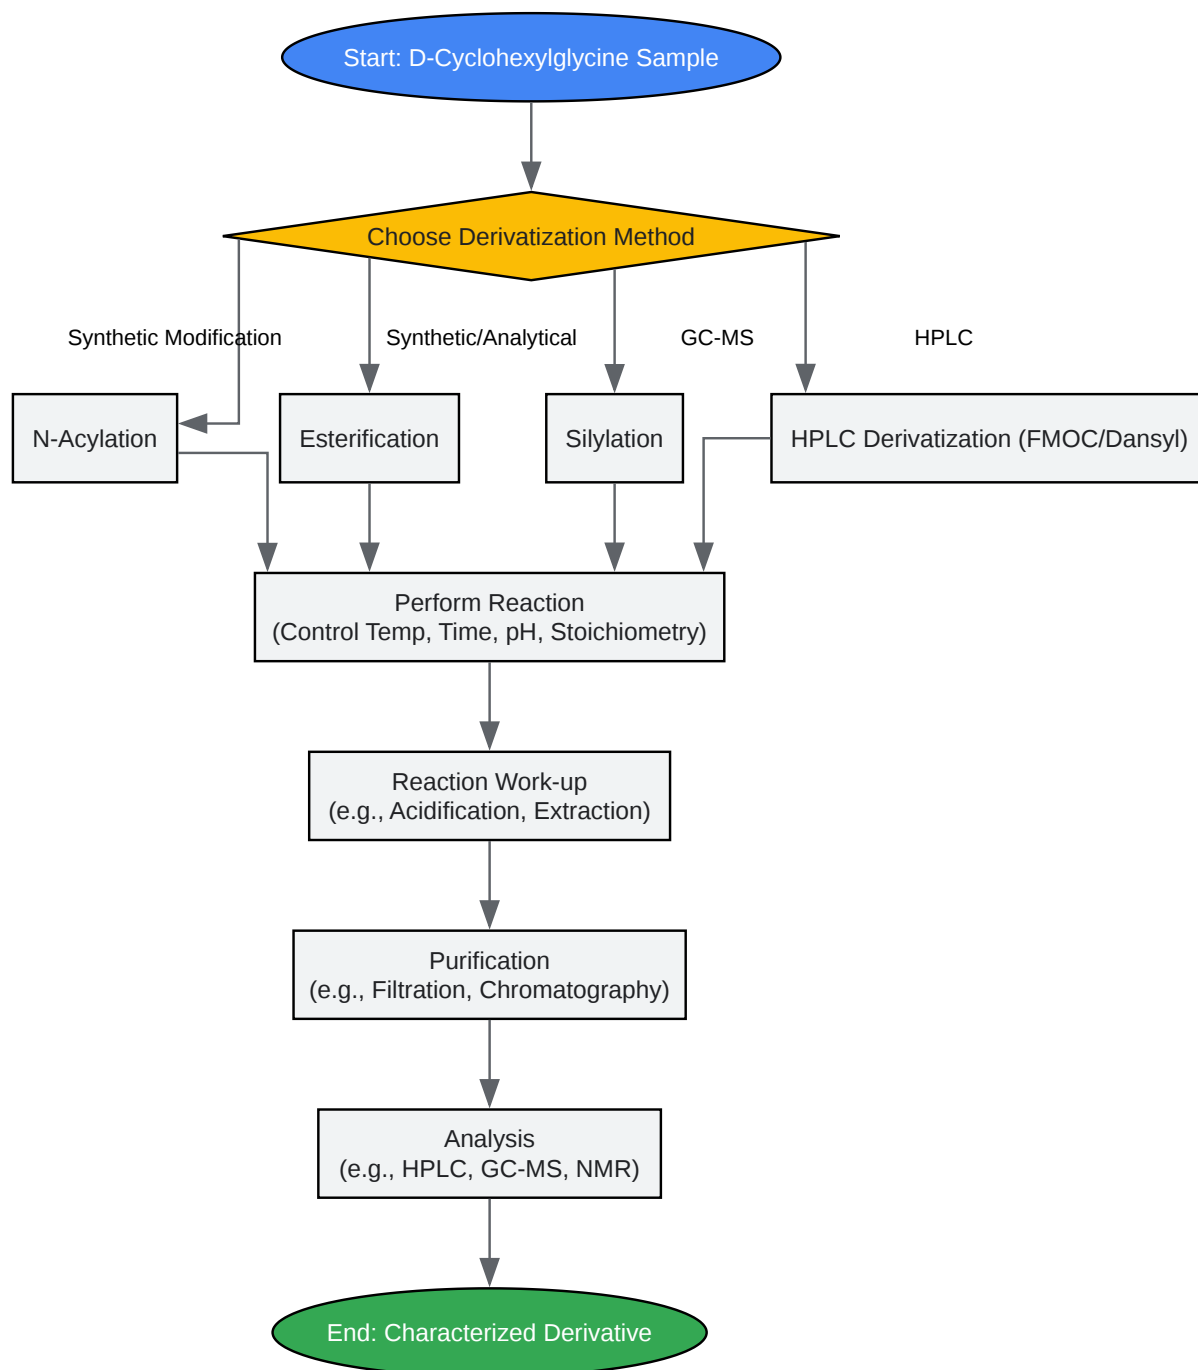 Start: D-Cyclohexylglycine Sample
Choose Derivatization Method
Synthetic Modification
Synthetic/Analytical
GC-MS
HPLC
N-Acylation
Esterification
Silylation
HPLC Derivatization (FMOC/Dansyl)
Perform Reaction
(Control Temp, Time, pH, Stoichiometry)
Reaction Work-up
(e.g., Acidification, Extraction)
Purification
(e.g., Filtration, Chromatography)
Analysis
(e.g., HPLC, GC-MS, NMR)
End: Characterized Derivative